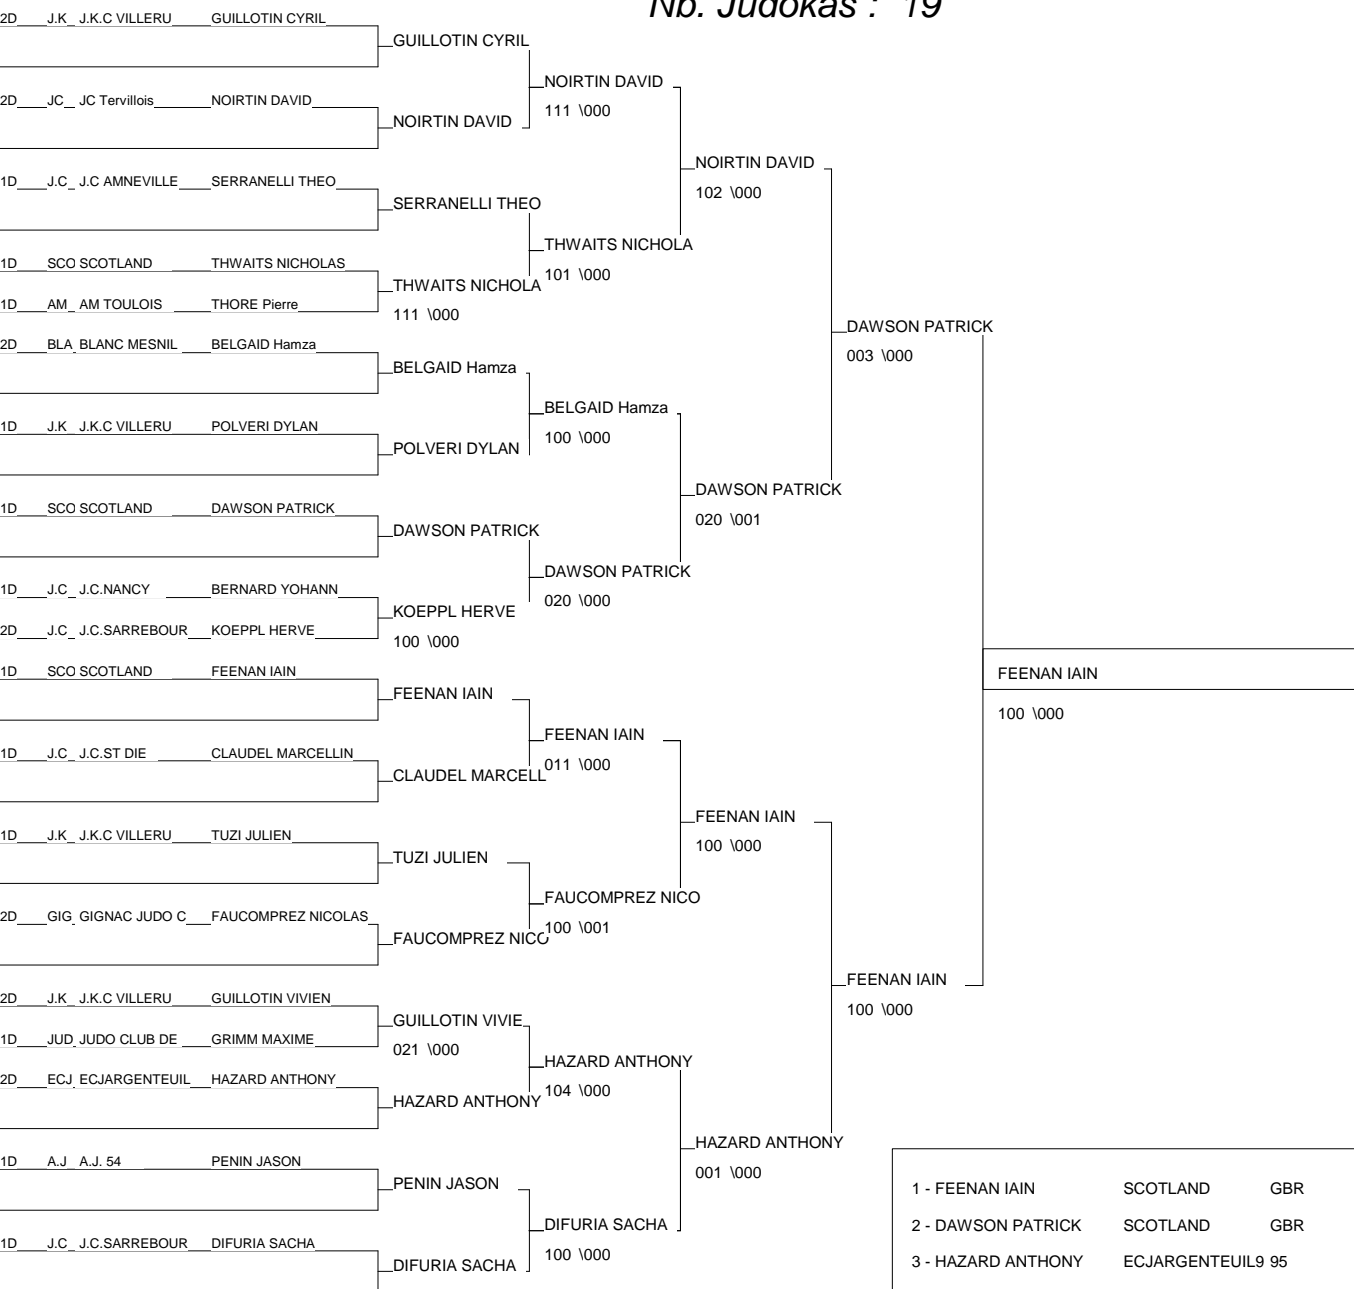 Nb. Judokas : 19
2D J.K J.K.C VILLERU GUILLOTIN CYRIL
GUILLOTIN CYRIL
NOIRTIN DAVID
111 \000
2D JC JC Tervillois NOIRTIN DAVID
NOIRTIN DAVID
NOIRTIN DAVID
102 \000
1D J.C J.C AMNEVILLE SERRANELLI THEO
SERRANELLI THEO
THWAITS NICHOLA
101 \000
1D SCO SCOTLAND THWAITS NICHOLAS
THWAITS NICHOLA
111 \000
1D AM AM TOULOIS THORE Pierre
DAWSON PATRICK
003 \000
2D BLA BLANC MESNIL BELGAID Hamza
BELGAID Hamza
BELGAID Hamza
100 \000
1D J.K J.K.C VILLERU POLVERI DYLAN
POLVERI DYLAN
DAWSON PATRICK
020 \001
1D SCO SCOTLAND DAWSON PATRICK
DAWSON PATRICK
DAWSON PATRICK
020 \000
1D J.C J.C.NANCY BERNARD YOHANN
KOEPPL HERVE
100 \000
2D J.C J.C.SARREBOUR KOEPPL HERVE
1D SCO SCOTLAND FEENAN IAIN
FEENAN IAIN
100 \000
FEENAN IAIN
FEENAN IAIN
011 \000
1D J.C J.C.ST DIE CLAUDEL MARCELLIN
CLAUDEL MARCELL
FEENAN IAIN
100 \000
1D J.K J.K.C VILLERU TUZI JULIEN
TUZI JULIEN
FAUCOMPREZ NICO
100 \001
2D GIG GIGNAC JUDO C FAUCOMPREZ NICOLAS
FAUCOMPREZ NICO
FEENAN IAIN
100 \000
2D J.K J.K.C VILLERU GUILLOTIN VIVIEN
GUILLOTIN VIVIE
021 \000
1D JUD JUDO CLUB DE GRIMM MAXIME
HAZARD ANTHONY
104 \000
2D ECJ ECJARGENTEUIL HAZARD ANTHONY
HAZARD ANTHONY
HAZARD ANTHONY
001 \000
1D A.J A.J. 54 PENIN JASON
PENIN JASON
DIFURIA SACHA
100 \000
1D J.C J.C.SARREBOUR DIFURIA SACHA
DIFURIA SACHA
1 - FEENAN IAIN SCOTLAND GBR
2 - DAWSON PATRICK SCOTLAND GBR
3 - HAZARD ANTHONY ECJARGENTEUIL9 95